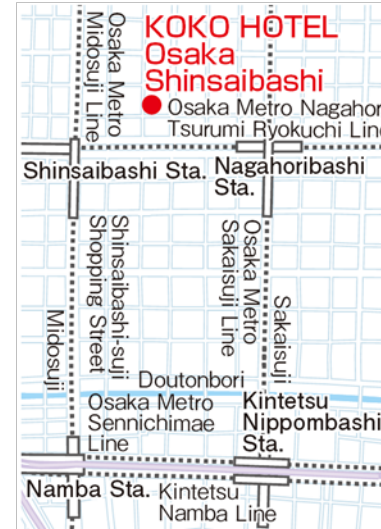 KOKO HOTEL
Osaka
Shinsaibashi
Osaka Metro
Midosuji Line
Osaka Metro Nagahor
Tsurumi Ryokuchi Line
Shinsaibashi Sta.
Nagahoribashi
Sta.
Shinsaibashi-suji
Shopping Street
Osaka Metro
Sakaisuji Line
Midosuji
Sakaisuji
Doutonbori
Osaka Metro
Sennichimae
Line
Kintetsu
Nippombashi
Sta.
Namba Sta.
Kintetsu
Namba Line